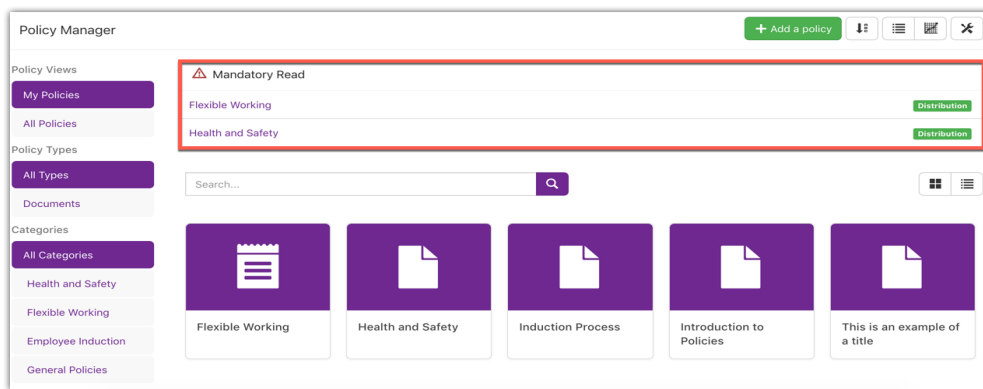 Policy Manager
+ Add a policy
Policy Views
My Policies
All Policies
Policy Types
All Types
Documents
Categories
All Categories
Health and Safety
Flexible Working
Employee Induction
General Policies
Mandatory Read
Flexible Working
Distribution
Health and Safety
Distribution
Search...
Flexible Working
Health and Safety
Induction Process
Introduction to
Policies
This is an example of
a title